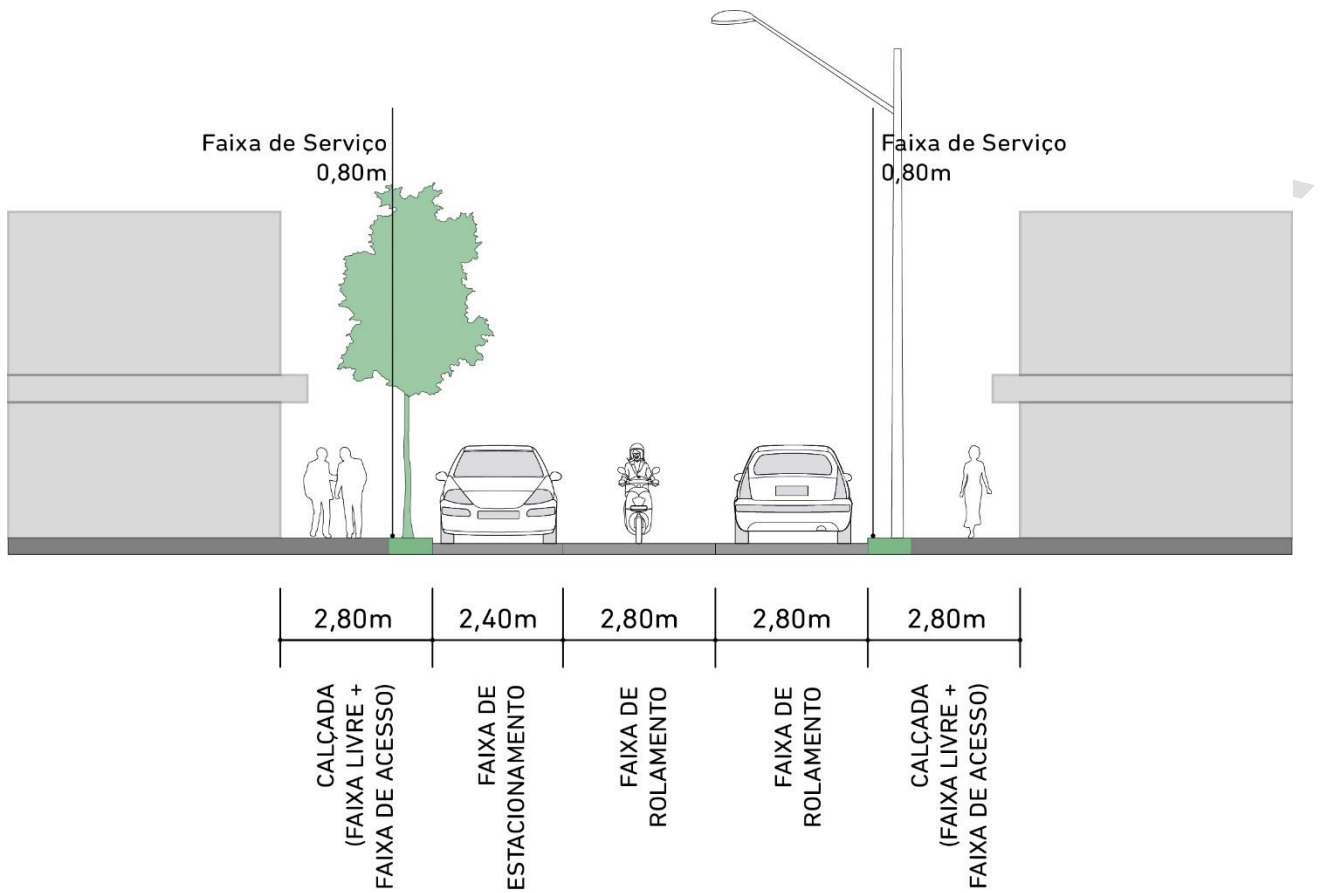 Faixa de Serviço
0,80m
Faixa de Serviço
0,80m
2,80m
2,40m
2,80m
2,80m
2,80m
CALÇADA
(FAIXA LIVRE +
FAIXA DE ACESSO)
FAIXA DE
ESTACIONAMENTO
FAIXA DE
ROLAMENTO
FAIXA DE
ROLAMENTO
CALÇADA
(FAIXA LIVRE +
FAIXA DE ACESSO)